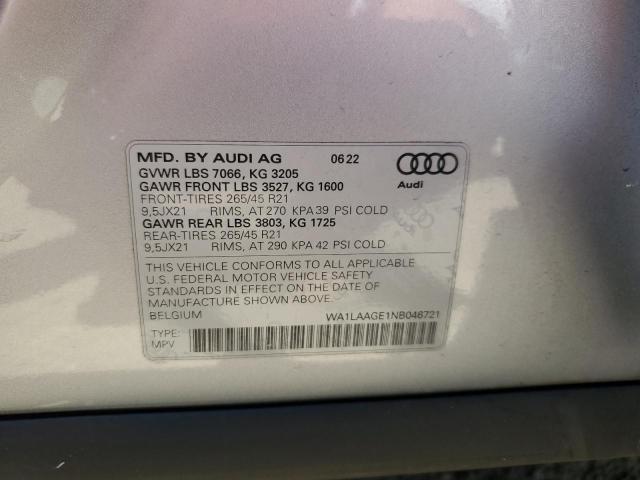 MFD. BY AUDI AG 06 22
GVWR LBS 7066, KG 3205
GAWR FRONT LBS 3527, KG 1600
FRONT-TIRES 265/45 R21
9,5JX21 RIMS, AT 270 KPA 39 PSI COLD
GAWR REAR LBS 3803, KG 1725
REAR-TIRES 265/45 R21
9,5JX21 RIMS, AT 290 KPA 42 PSI COLD
Audi
THIS VEHICLE CONFORMS TO ALL APPLICABLE
U.S. FEDERAL MOTOR VEHICLE SAFETY
STANDARDS IN EFFECT ON THE DATE OF
MANUFACTURE SHOWN ABOVE.
BELGIUM WA1LAAGE1NB046721
TYPE:
MPV